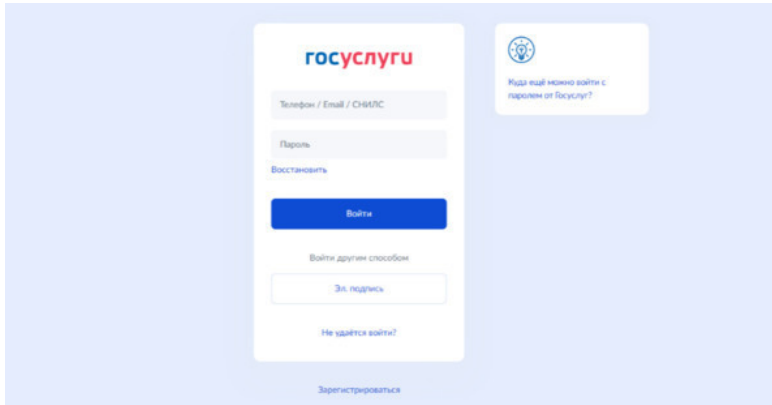 госуслуги
Телефон / Email / СНИЛС
Пароль
Восстановить
Войти
Войти другим способом
Эл. подпись
Не удаётся войти?
Зарегистрироваться
Куда ещё можно войти с
паролем от Госуслуг?